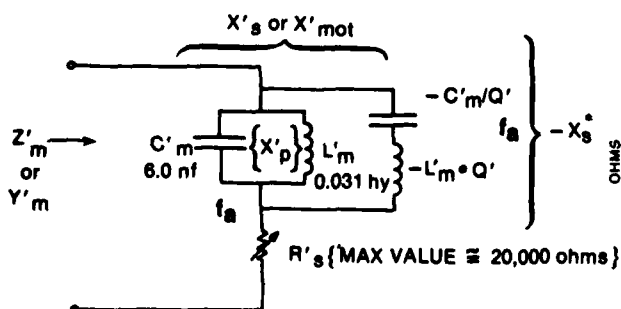 X's or X'mot
Z'm
or
Y'm
C'm
6.0 nf
{X'p}
L'm
0.031 hy
fa
– C'm/Q'
–L'm • Q'
fa
– Xs*
OHMS
R's {'MAX VALUE ≅ 20,000 ohms}